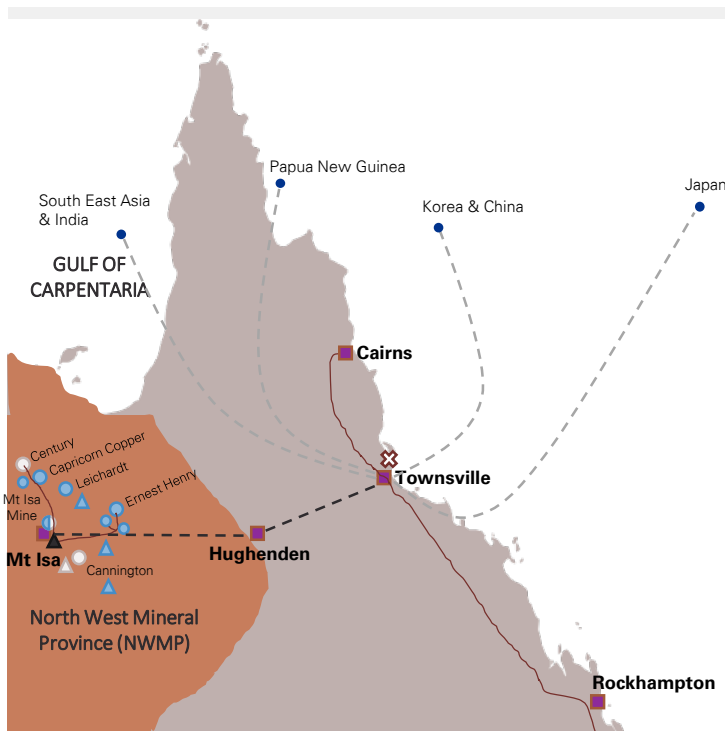 Papua New Guinea
South East Asia
& India
Korea & China
Japan
GULF OF
CARPENTARIA
Cairns
Century
Capricorn Copper
Leichardt
Ernest Henry
Mt Isa
Mine
Townsville
Mt Isa
Hughenden
Cannington
North West Mineral
Province (NWMP)
Rockhampton